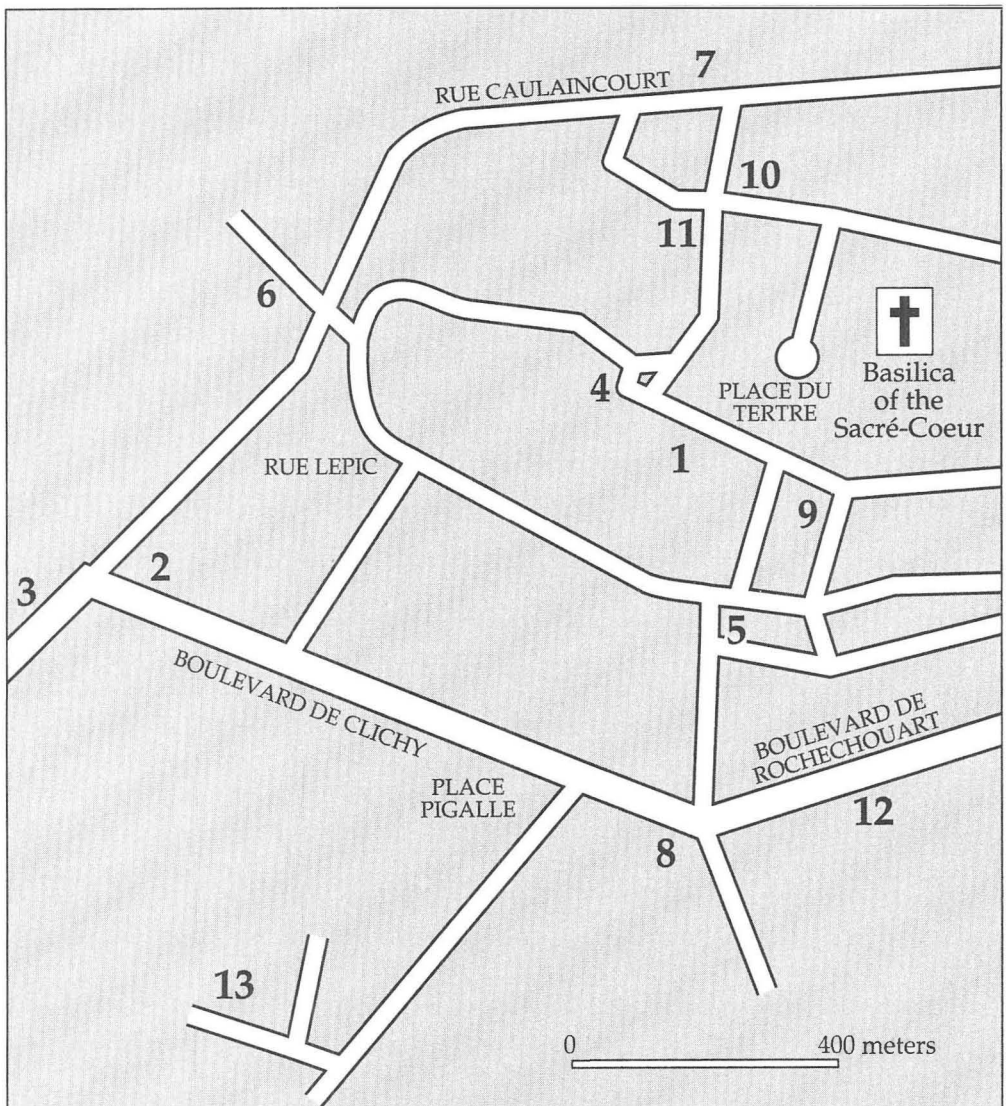 7
RUE CAULAINCOURT
10
11
6
4
PLACE DU
TERTRE
Basilica
of the
Sacré-Coeur
1
RUE LEPIC
9
2
3
5
BOULEVARD DE CLICHY
BOULEVARD DE
ROCHECHOUART
PLACE
PIGALLE
12
8
13
0 400 meters